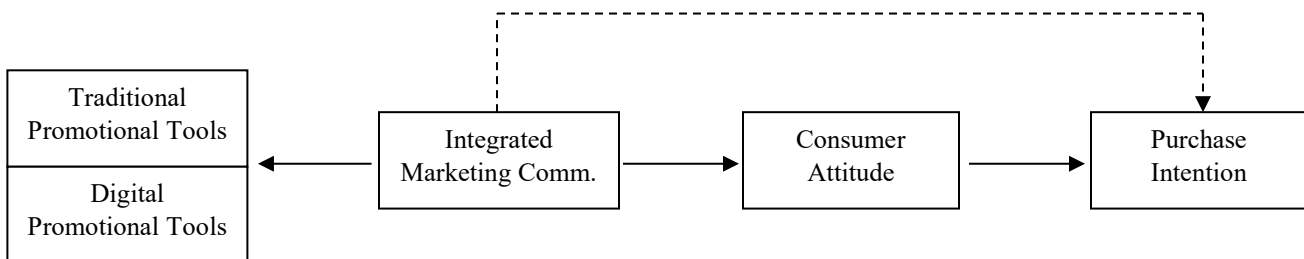 Traditional
Promotional Tools
Digital
Promotional Tools
Integrated
Marketing Comm.
Consumer
Attitude
Purchase
Intention